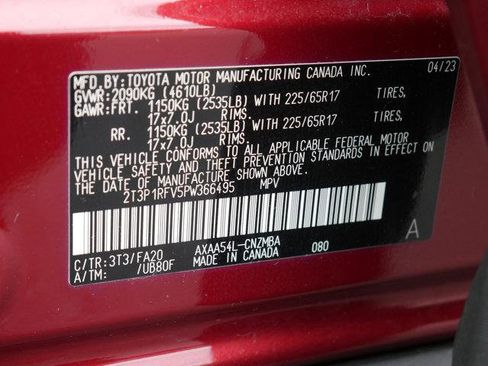 MFD.BY:TOYOTA MOTOR MANUFACTURING CANADA INC. 04/23
GVWR:2090KG (4610LB)
GAWR:FRT. 1150KG (2535LB) WITH 225/65R17 TIRES,
17x7.0J RIMS.
RR. 1150KG (2535LB) WITH 225/65R17 TIRES,
17x7.0J RIMS.
THIS VEHICLE CONFORMS TO ALL APPLICABLE FEDERAL MOTOR
VEHICLE SAFETY AND THEFT PREVENTION STANDARDS IN EFFECT ON
THE DATE OF MANUFACTURE SHOWN ABOVE.
2T3P1RFV5PW366495 MPV
C/TR:3T3/FA20 AXAA54L-CNZMBA 080 A
A/TM: /UB80F MADE IN CANADA